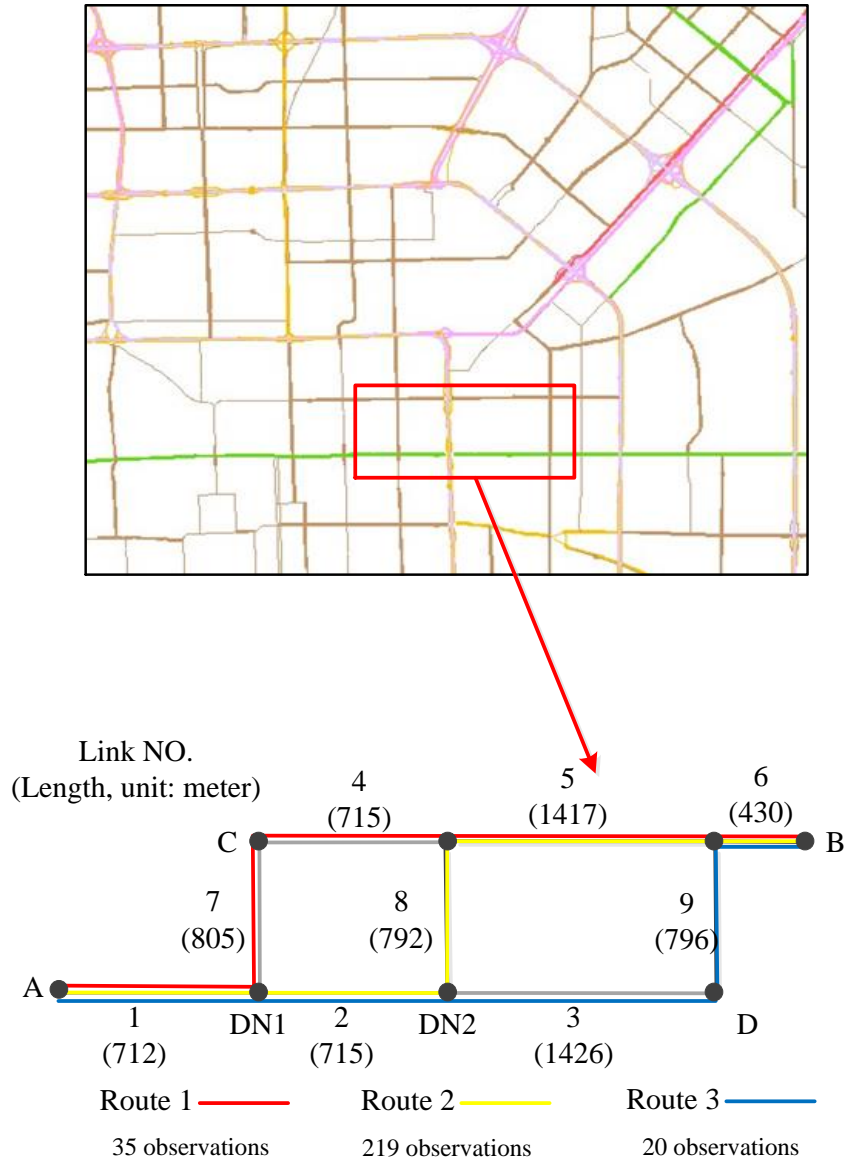 Link NO.
(Length, unit: meter)
4
(715)
5
(1417)
6
(430)
C
B
7
(805)
8
(792)
9
(796)
A
1
(712)
DN1
2
(715)
DN2
3
(1426)
D
Route 1
Route 2
Route 3
35 observations
219 observations
20 observations